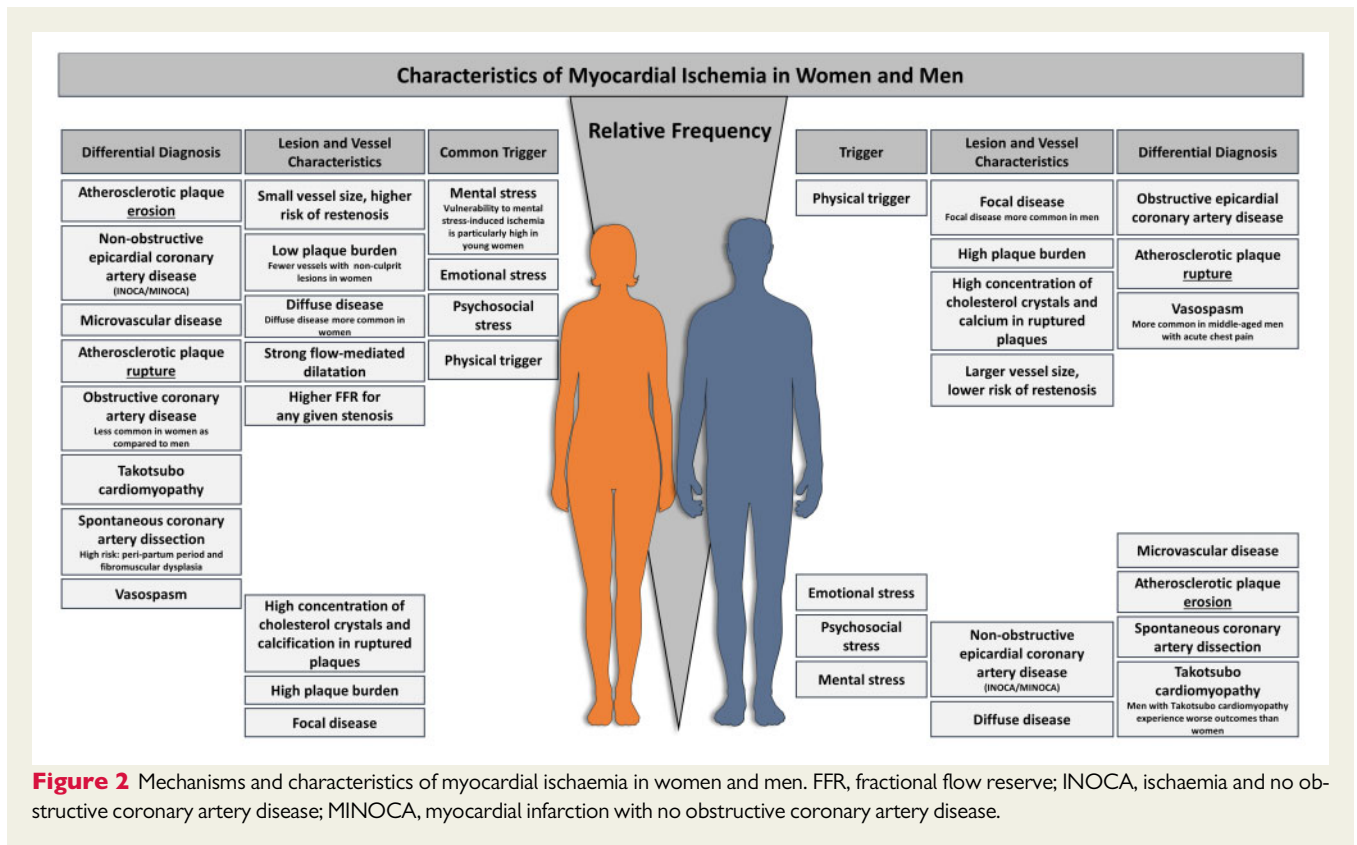 Characteristics of Myocardial Ischemia in Women and Men
Relative Frequency
Differential Diagnosis
Atherosclerotic plaque
erosion
Non-obstructive
epicardial coronary
artery disease
(INOCA/MINOCA)
Microvascular disease
Atherosclerotic plaque
rupture
Obstructive coronary
artery disease
Less common in women as
compared to men
Takotsubo
cardiomyopathy
Spontaneous coronary
artery dissection
High risk: peri-partum period and
fibromuscular dysplasia
Vasospasm
Lesion and Vessel
Characteristics
Small vessel size, higher
risk of restenosis
Low plaque burden
Fewer vessels with non-culprit
lesions in women
Diffuse disease
Diffuse disease more common in
women
Strong flow-mediated
dilatation
Higher FFR for
any given stenosis
High concentration of
cholesterol crystals and
calcification in ruptured
plaques
High plaque burden
Focal disease
Common Trigger
Mental stress
Vulnerability to mental
stress-induced ischemia
is particularly high in
young women
Emotional stress
Psychosocial
stress
Physical trigger
Trigger
Physical trigger
Emotional stress
Psychosocial
stress
Mental stress
Lesion and Vessel
Characteristics
Focal disease
Focal disease more common in men
High plaque burden
High concentration of
cholesterol crystals and
calcium in ruptured
plaques
Larger vessel size,
lower risk of restenosis
Non-obstructive
epicardial coronary
artery disease
(INOCA/MINOCA)
Diffuse disease
Differential Diagnosis
Obstructive epicardial
coronary artery disease
Atherosclerotic plaque
rupture
Vasospasm
More common in middle-aged men
with acute chest pain
Microvascular disease
Atherosclerotic plaque
erosion
Spontaneous coronary
artery dissection
Takotsubo
cardiomyopathy
Men with Takotsubo cardiomyopathy
experience worse outcomes than
women
Figure 2 Mechanisms and characteristics of myocardial ischaemia in women and men. FFR, fractional flow reserve; INOCA, ischaemia and no ob-
structive coronary artery disease; MINOCA, myocardial infarction with no obstructive coronary artery disease.